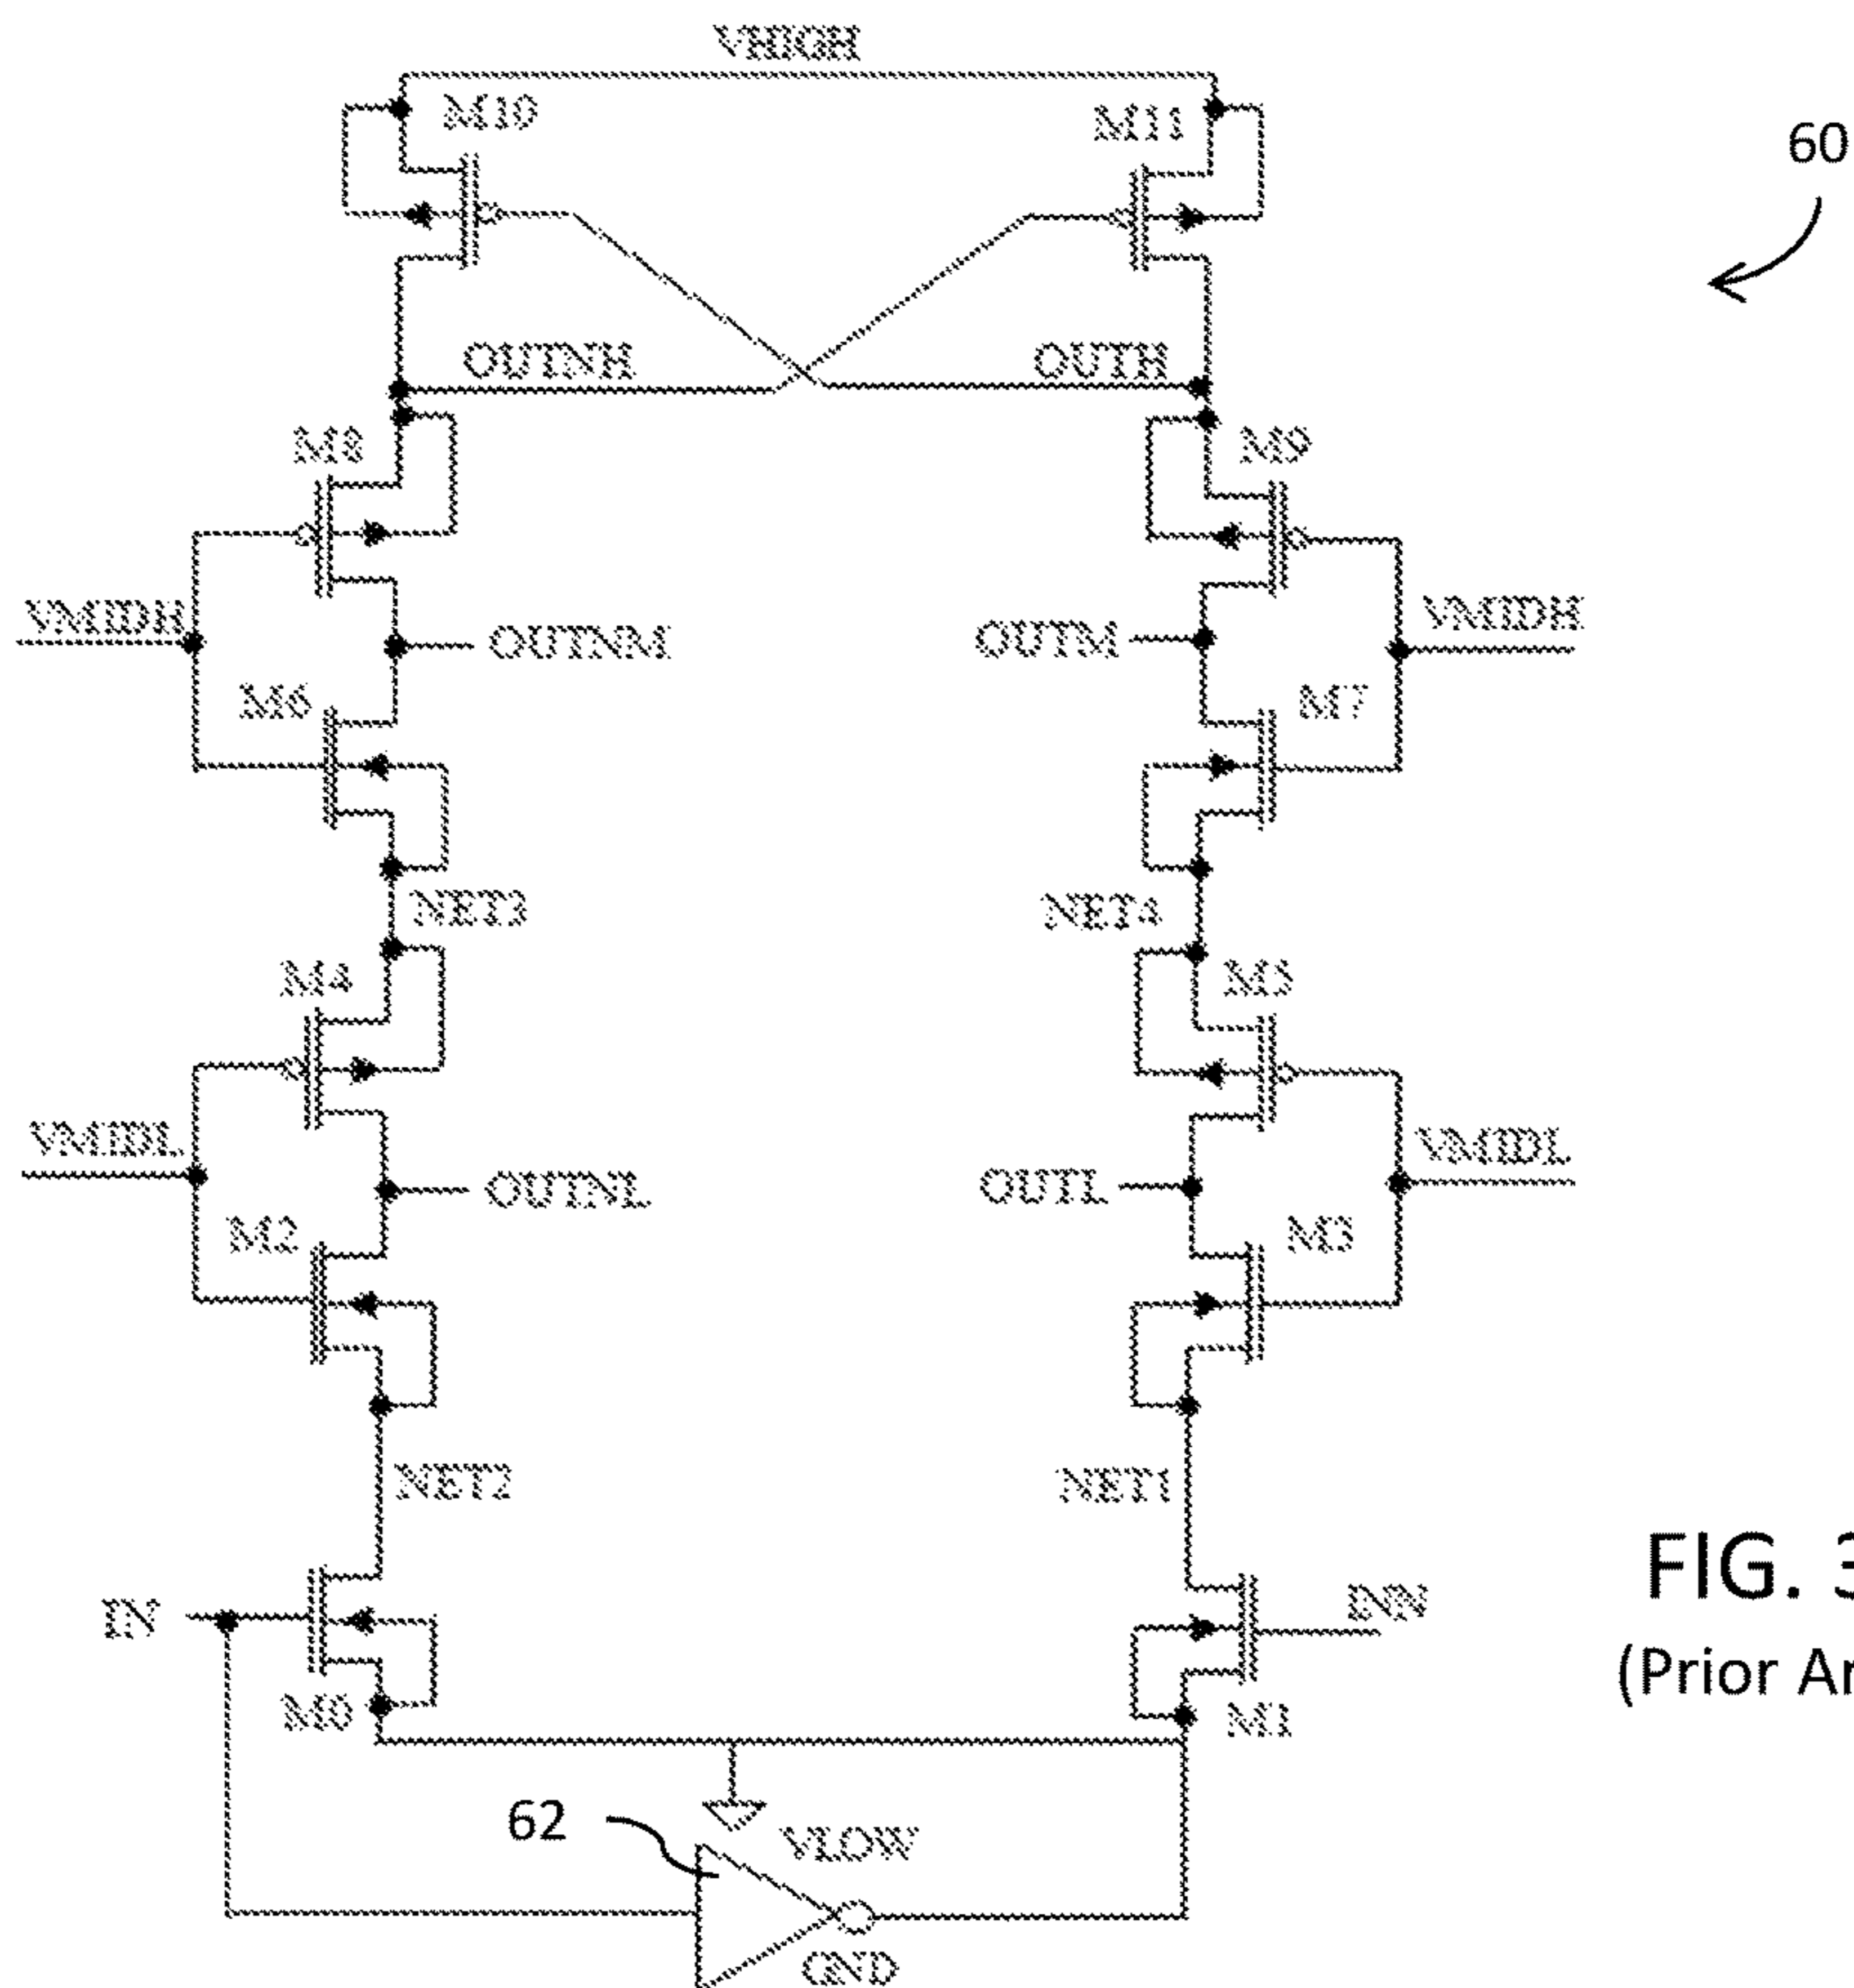 VHIGH
M10
M11
60
OUTNH
OUTH
M8
M9
VMIDH
OUTNM
OUTM
VMIDH
M6
M7
NET3
NET4
M4
M5
VMIDL
OUTNL
OUTL
VMIDL
M2
M3
NET2
NET1
FIG. 3
IN
INN
(Prior Ar
M0
M1
62
VLOW
GND